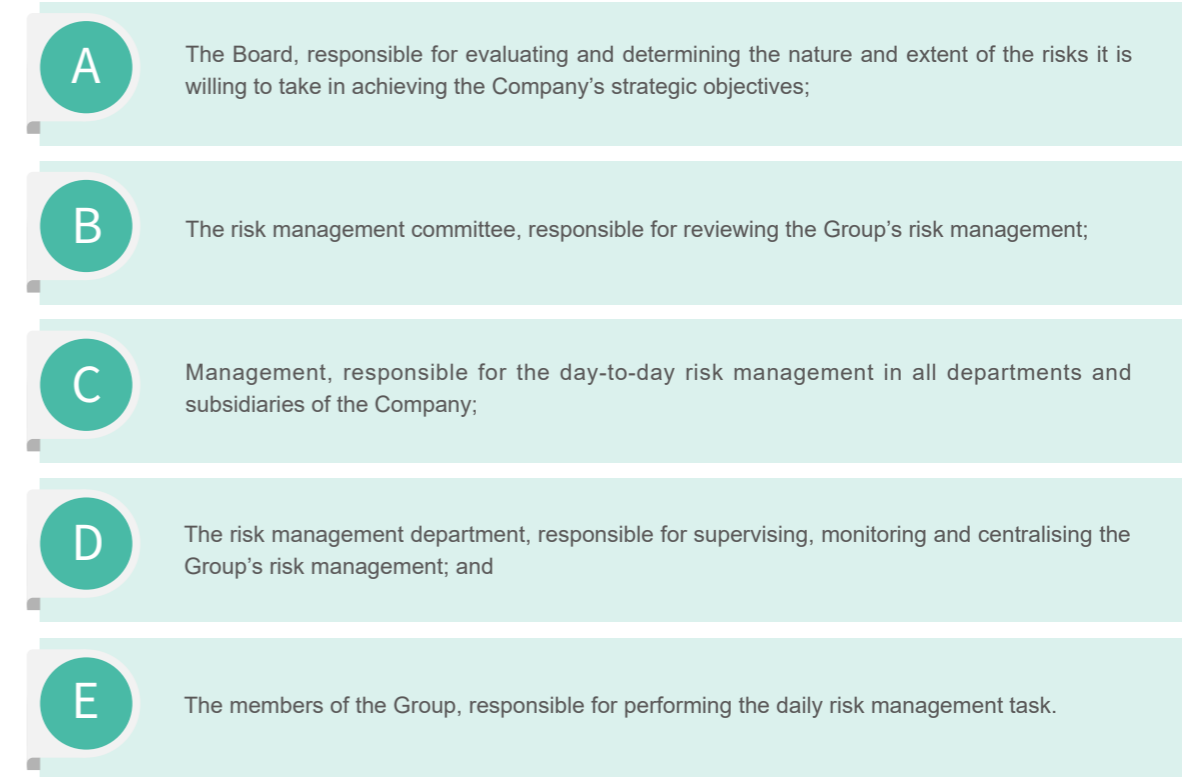 A
The Board, responsible for evaluating and determining the nature and extent of the risks it is
willing to take in achieving the Company’s strategic objectives;
B
The risk management committee, responsible for reviewing the Group’s risk management;
C
Management, responsible for the day-to-day risk management in all departments and
subsidiaries of the Company;
D
The risk management department, responsible for supervising, monitoring and centralising the
Group’s risk management; and
E
The members of the Group, responsible for performing the daily risk management task.